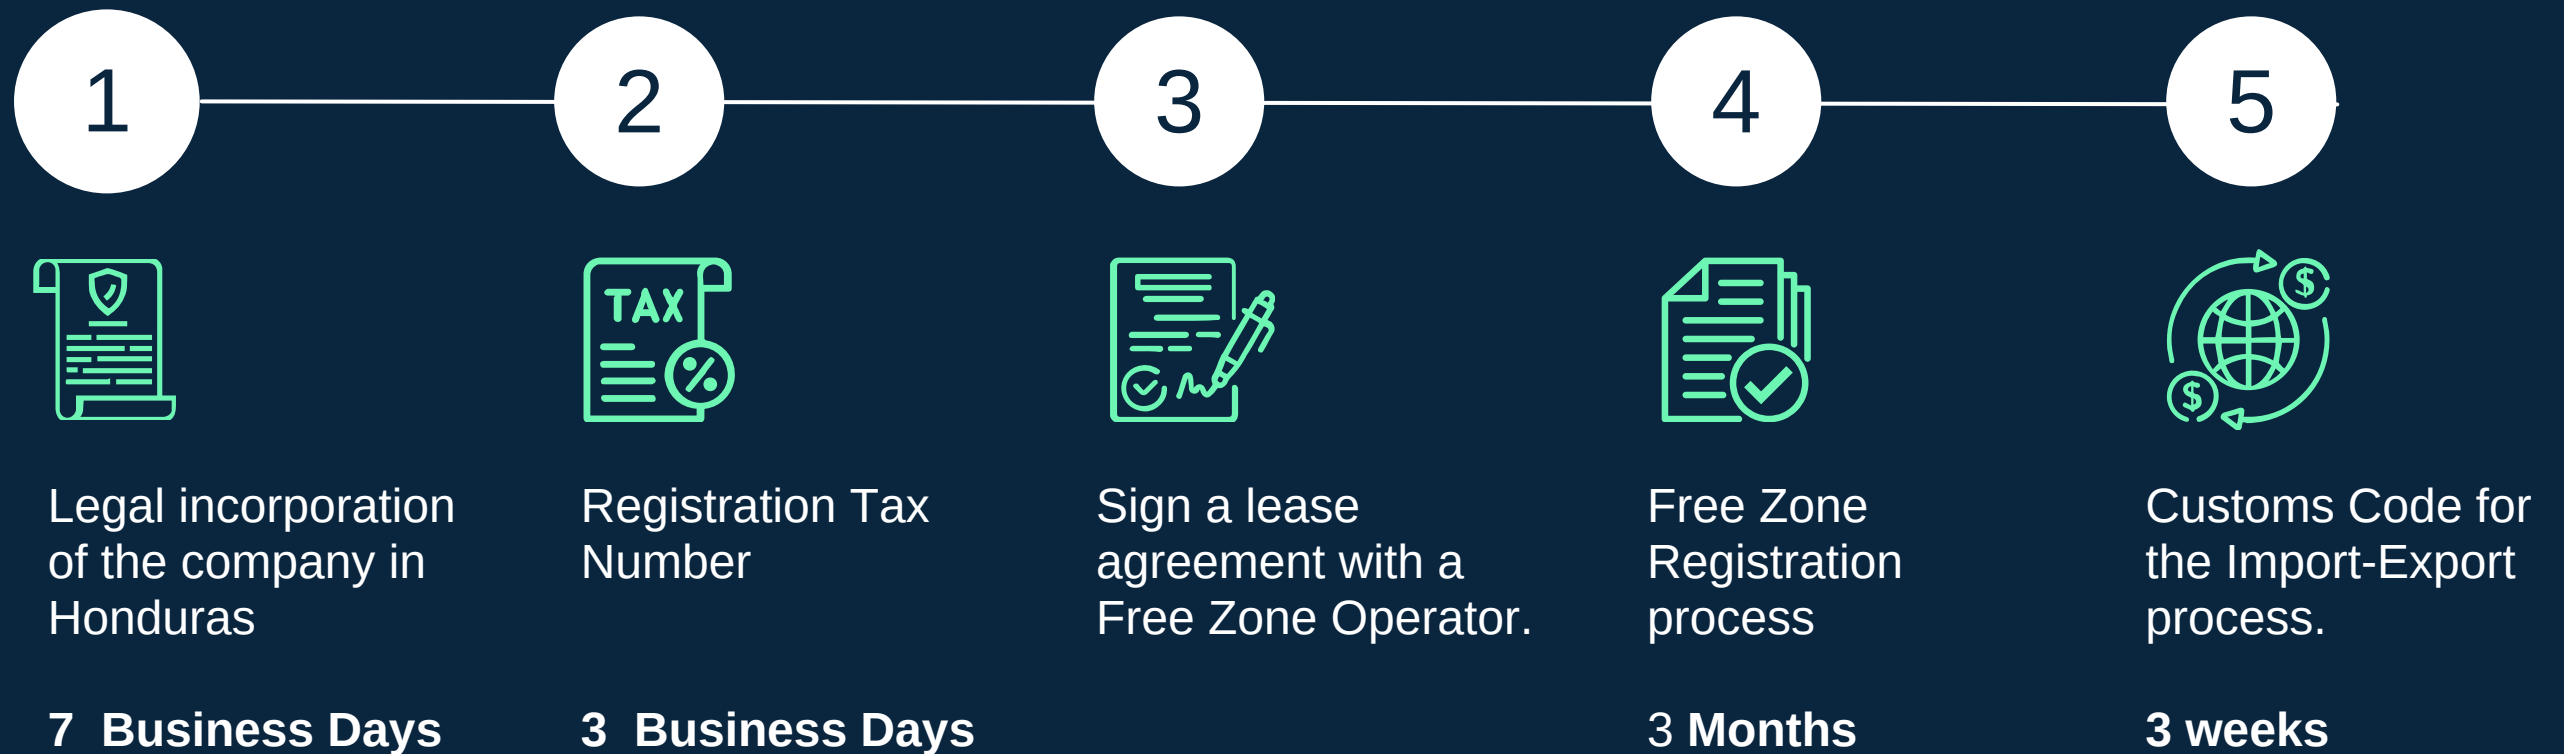 1
2
3
4
5
TAX
%
$
$
Legal incorporation
of the company in
Honduras
7 Business Days
Registration Tax
Number
3 Business Days
Sign a lease
agreement with a
Free Zone Operator.
Free Zone
Registration
process
3 Months
Customs Code for
the Import-Export
process.
3 weeks